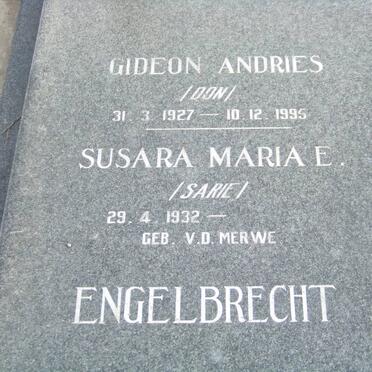 GIDEON ANDRIES
/DON/
31. 3. 1927 — 10. 12. 1995
SUSARA MARIA E.
/SARIE/
29. 4. 1932 —
GEB. V.D. MERWE
ENGELBRECHT